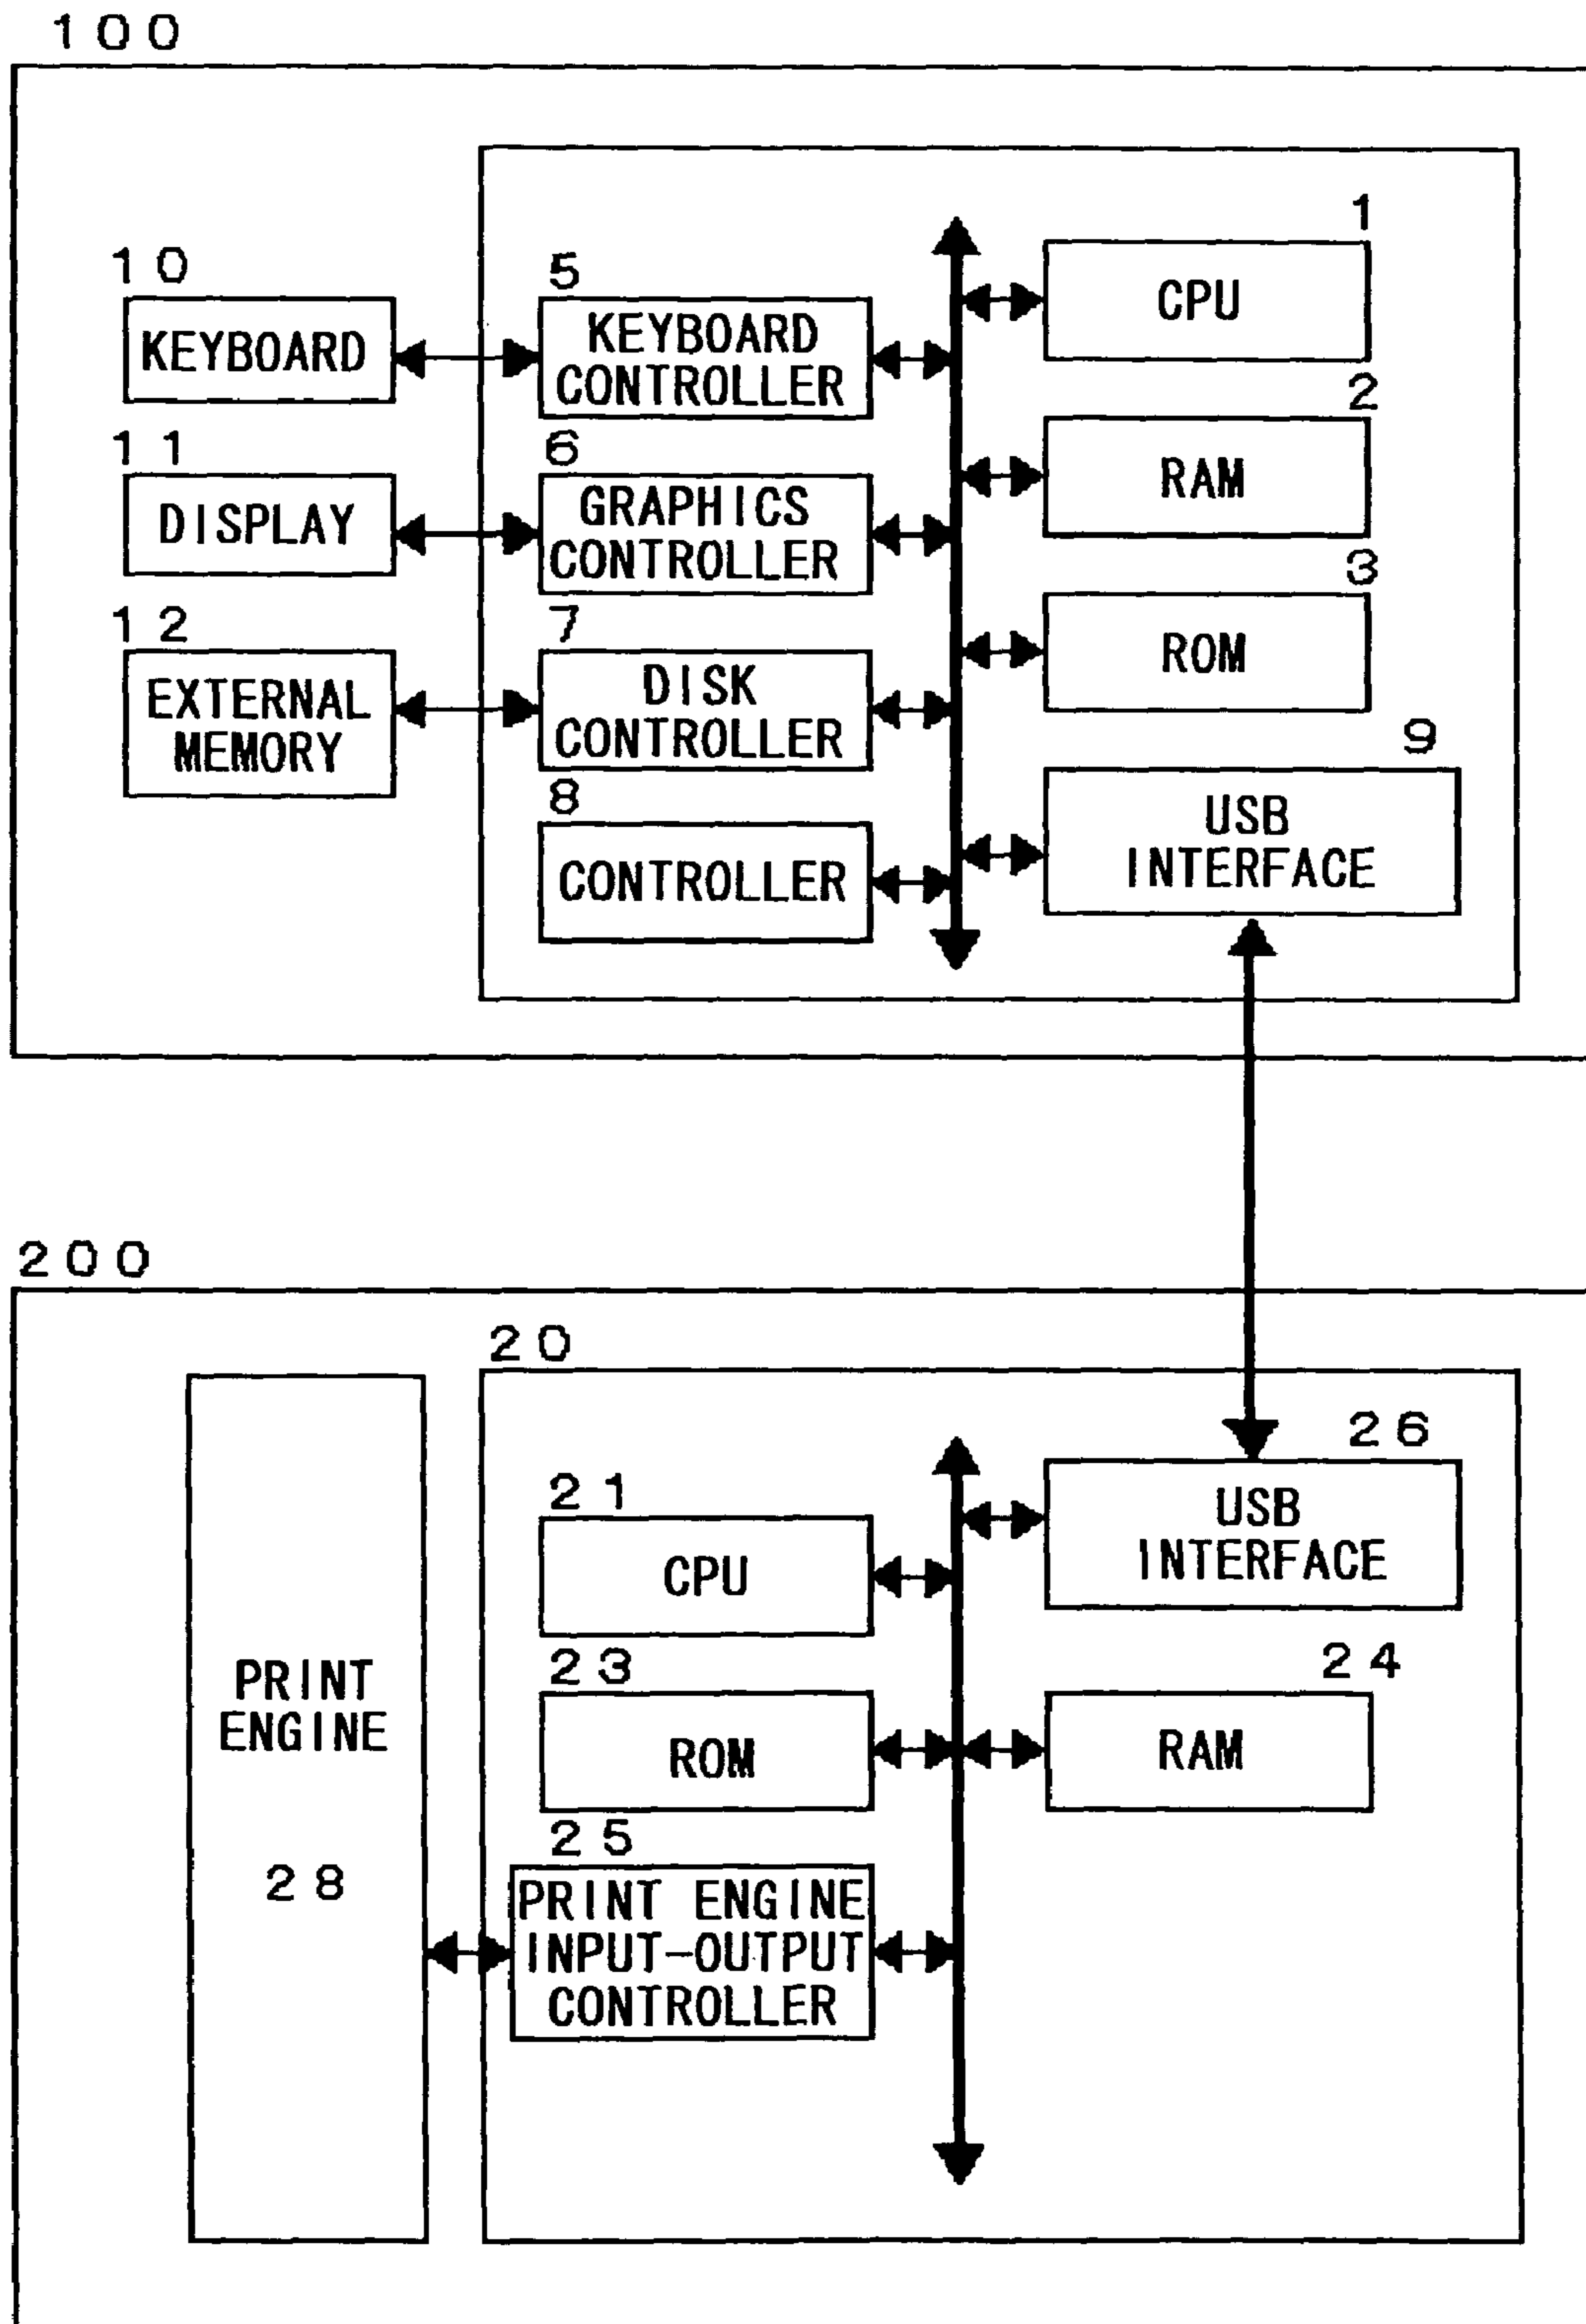 100
1
CPU
10
KEYBOARD
5
KEYBOARD
CONTROLLER
2
RAM
11
DISPLAY
6
GRAPHICS
CONTROLLER
3
ROM
12
EXTERNAL
MEMORY
7
DISK
CONTROLLER
9
USB
INTERFACE
8
CONTROLLER
200
20
26
USB
INTERFACE
21
CPU
PRINT
ENGINE
28
23
ROM
24
RAM
25
PRINT ENGINE
INPUT-OUTPUT
CONTROLLER